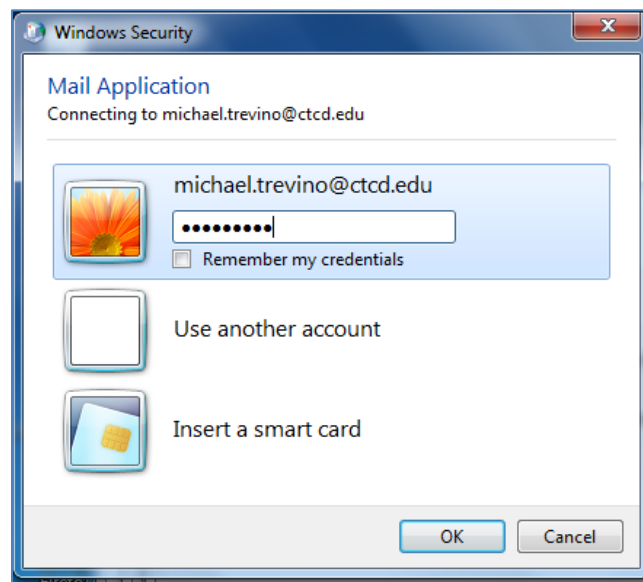 Windows Security
Mail Application
Connecting to michael.trevino@ctcd.edu
michael.trevino@ctcd.edu
●●●●●●●●●
Remember my credentials
Use another account
Insert a smart card
OK
Cancel